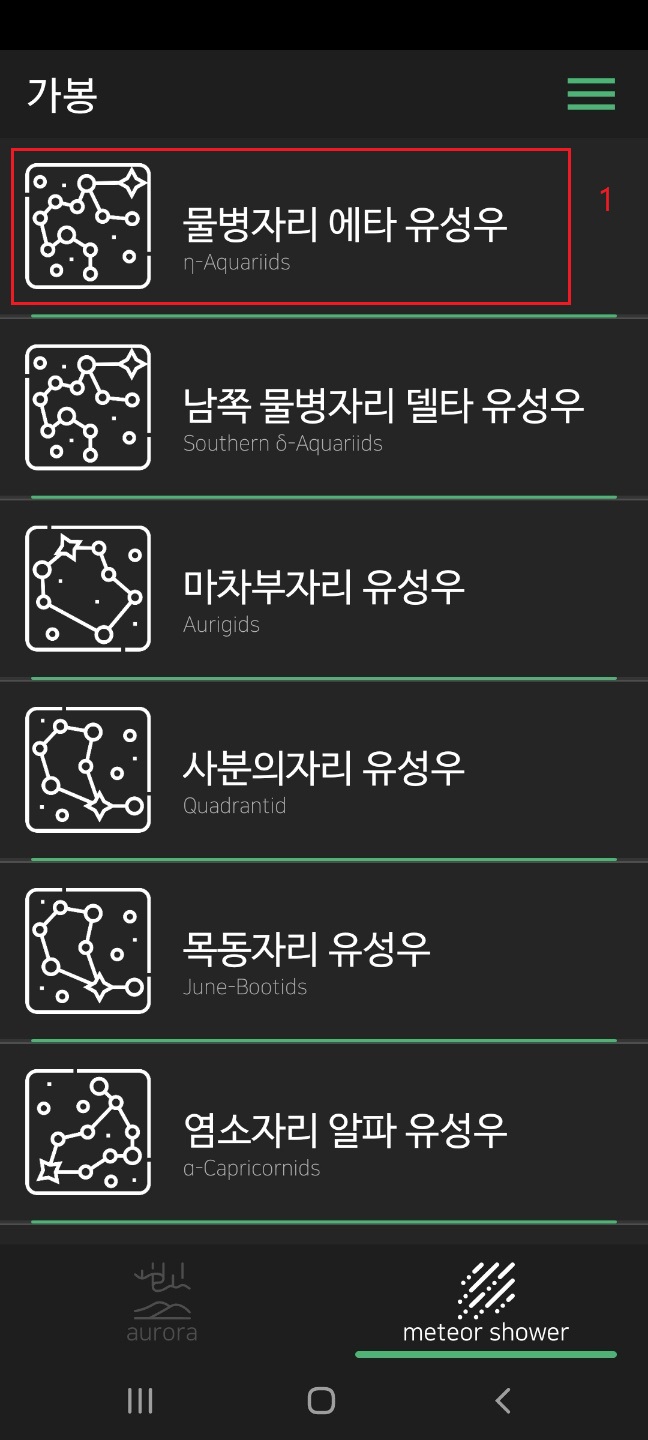 가봉
물병자리 에타 유성우
1
η-Aquariids
남쪽 물병자리 델타 유성우
Southern δ-Aquariids
마차부자리 유성우
Aurigids
사분의자리 유성우
Quadrantid
목동자리 유성우
June-Bootids
염소자리 알파 유성우
α-Capricornids
aurora
meteor shower